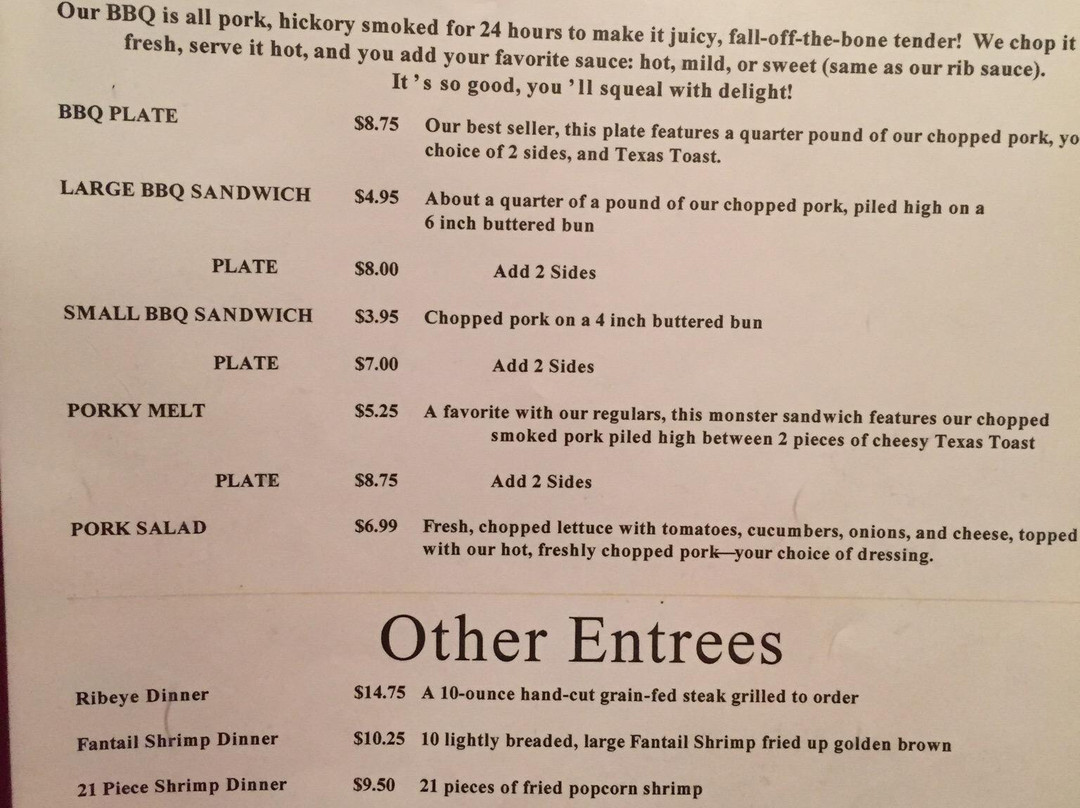 Our BBQ is all pork, hickory smoked for 24 hours to make it juicy, fall-off-the-bone tender! We chop it
fresh, serve it hot, and you add your favorite sauce: hot, mild, or sweet (same as our rib sauce).
It 's so good, you 'll squeal with delight!
BBQ PLATE $8.75 Our best seller, this plate features a quarter pound of our chopped pork, yo
choice of 2 sides, and Texas Toast.
LARGE BBQ SANDWICH $4.95 About a quarter of a pound of our chopped pork, piled high on a
6 inch buttered bun
PLATE $8.00 Add 2 Sides
SMALL BBQ SANDWICH $3.95 Chopped pork on a 4 inch buttered bun
PLATE $7.00 Add 2 Sides
PORKY MELT $5.25 A favorite with our regulars, this monster sandwich features our chopped
smoked pork piled high between 2 pieces of cheesy Texas Toast
PLATE $8.75 Add 2 Sides
PORK SALAD $6.99 Fresh, chopped lettuce with tomatoes, cucumbers, onions, and cheese, topped
with our hot, freshly chopped pork—your choice of dressing.
Other Entrees
Ribeye Dinner $14.75 A 10-ounce hand-cut grain-fed steak grilled to order
Fantail Shrimp Dinner $10.25 10 lightly breaded, large Fantail Shrimp fried up golden brown
21 Piece Shrimp Dinner $9.50 21 pieces of fried popcorn shrimp